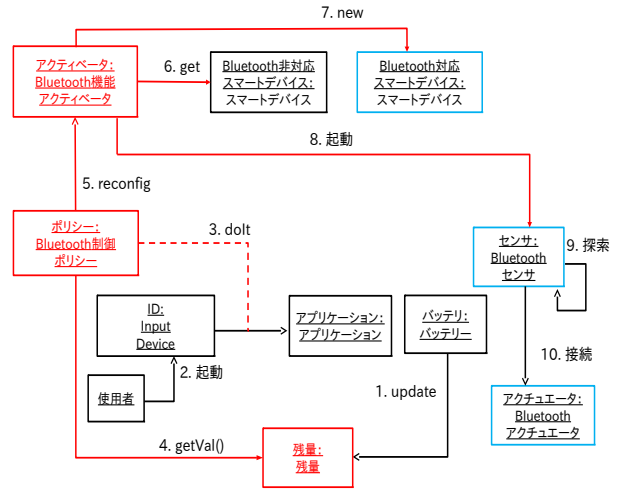 7. new
アクティベータ:
Bluetooth機能
アクティベータ
6. get
Bluetooth非対応
スマートデバイス:
スマートデバイス
Bluetooth対応
スマートデバイス:
スマートデバイス
8. 起動
5. reconfig
ポリシー:
Bluetooth制御
ポリシー
3. doIt
センサ:
Bluetooth
センサ
9. 探索
ID:
Input
Device
アプリケーション:
アプリケーション
バッテリ:
バッテリー
10. 接続
2. 起動
使用者
1. update
アクチュエータ:
Bluetooth
アクチュエータ
4. getVal()
残量:
残量